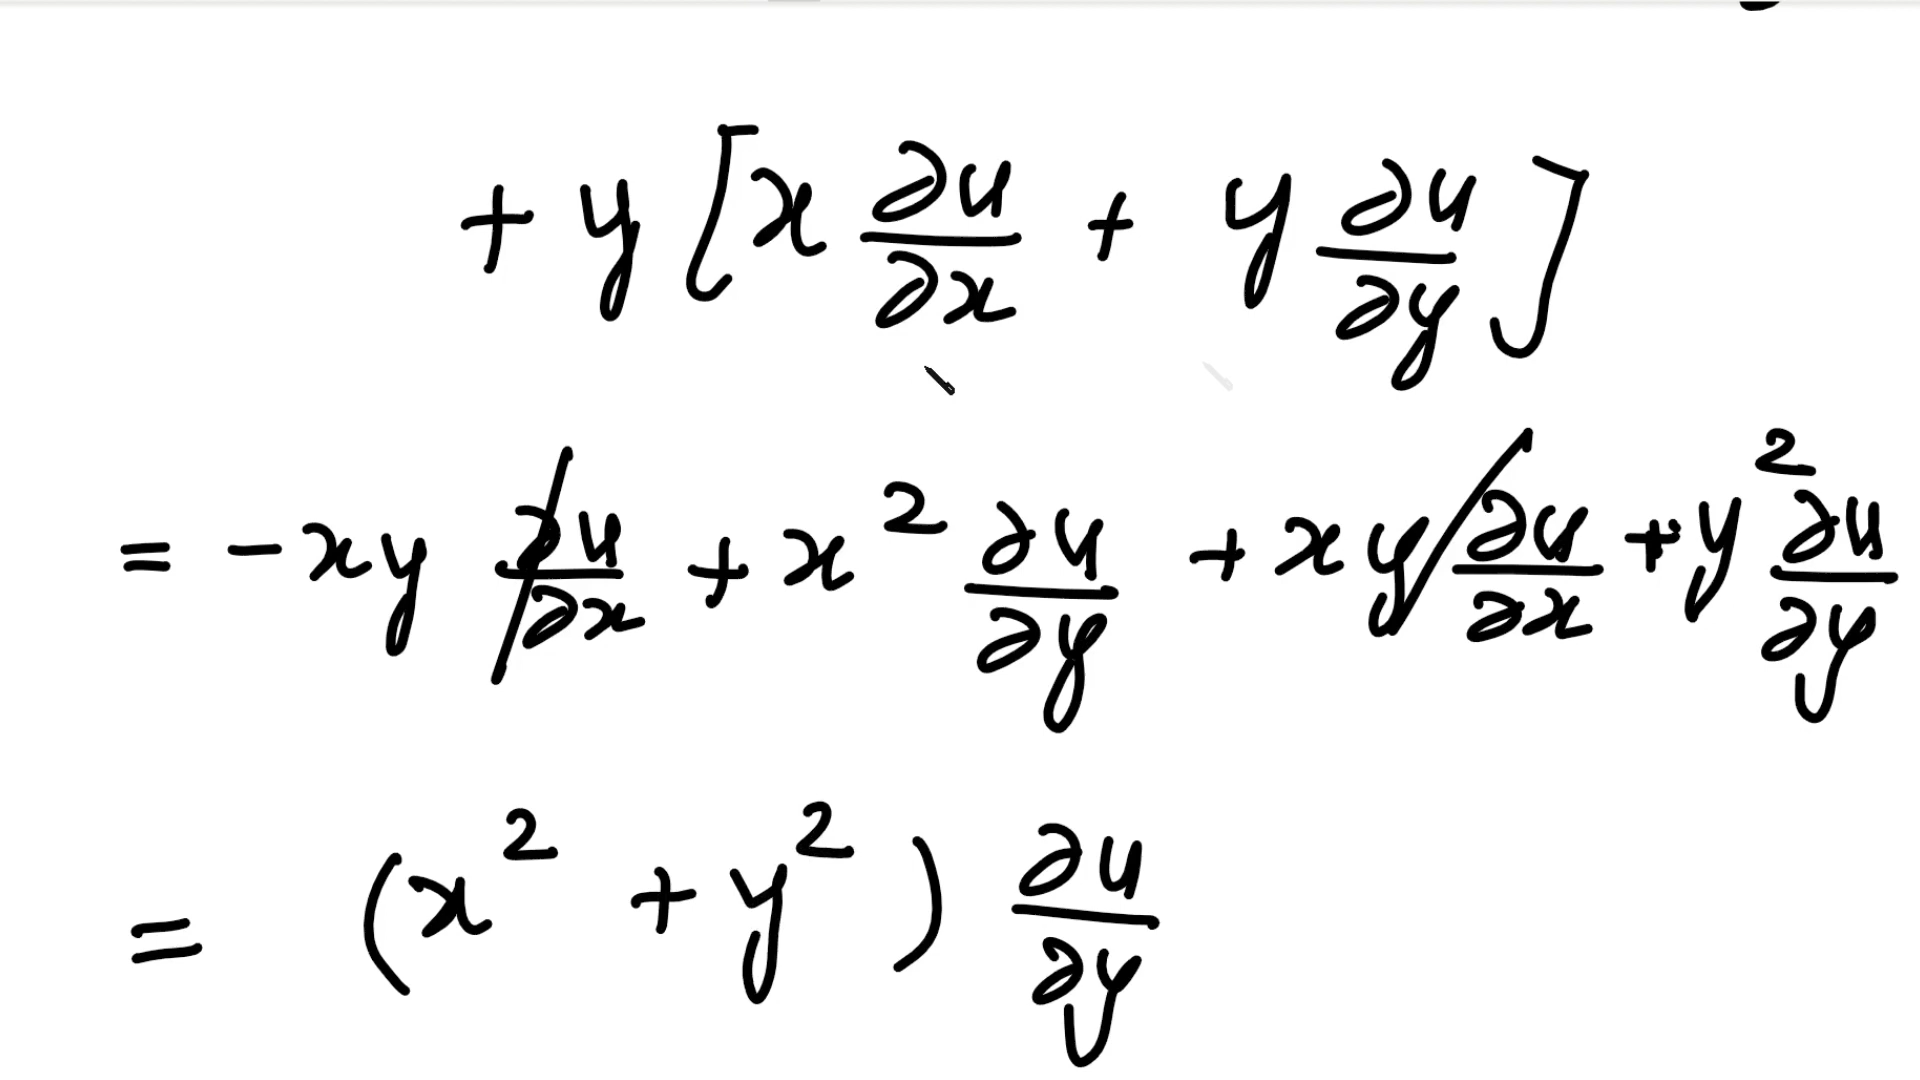 + y [x ∂u/∂x + y ∂u/∂y]
= - xy ∂u/∂x + x² ∂u/∂y + xy ∂u/∂x + y² ∂u/∂y
= (x² + y²) ∂u/∂y